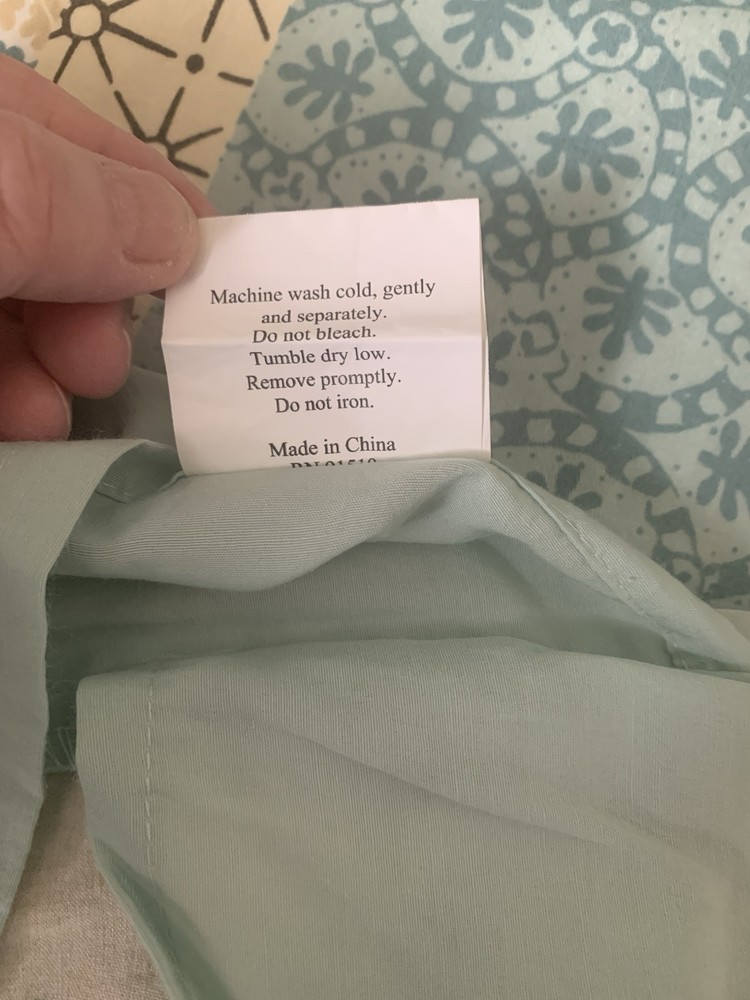 Machine wash cold, gently
and separately.
Do not bleach.
Tumble dry low.
Remove promptly.
Do not iron.
Made in China